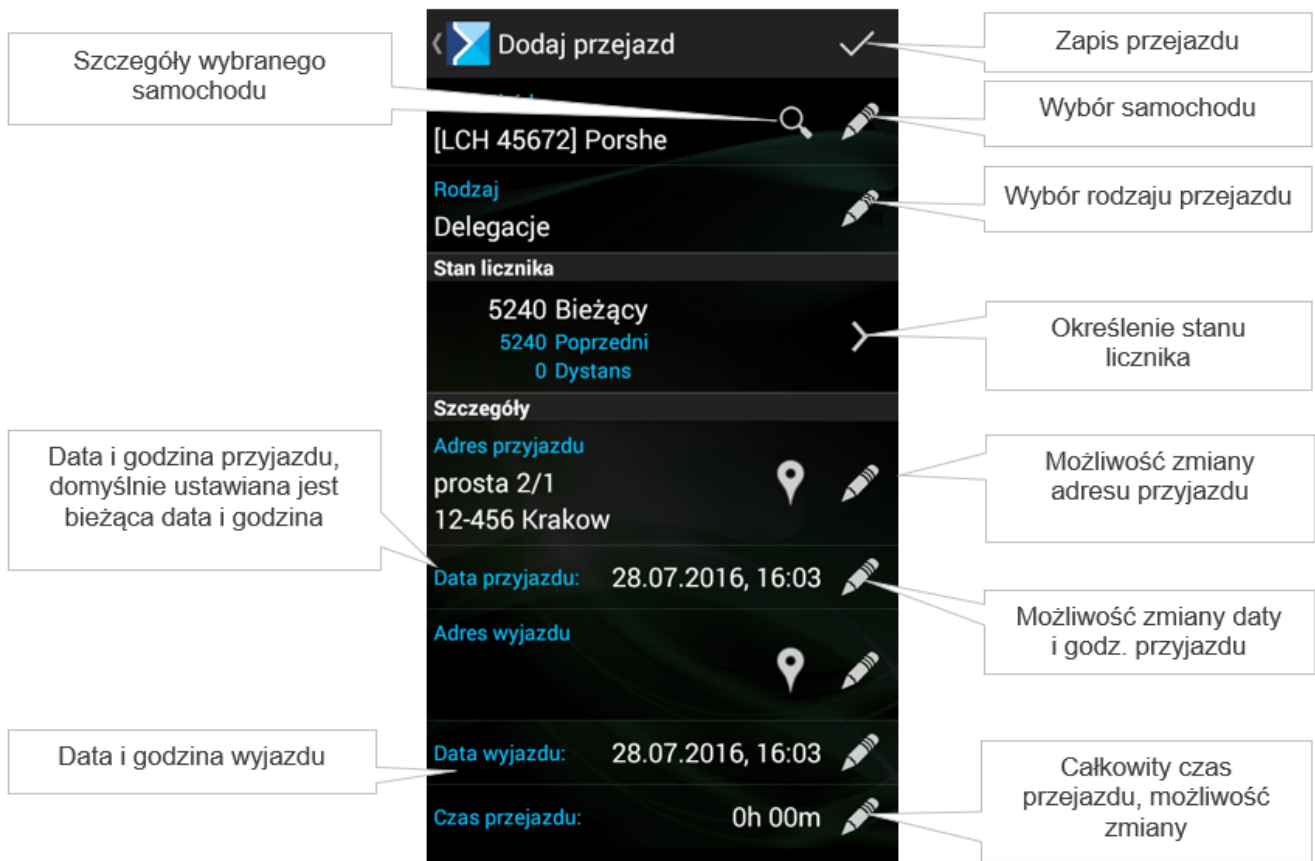 Dodaj przejazd
Zapis przejazdu
Szczegóły wybranego
samochodu
Wybór samochodu
[LCH 45672] Porshe
Rodzaj
Delegacje
Wybór rodzaju przejazdu
Stan licznika
5240 Bieżący
5240 Poprzedni
0 Dystans
Określenie stanu
licznika
Szczegóły
Adres przyjazdu
prosta 2/1
12-456 Krakow
Możliwość zmiany
adresu przyjazdu
Data i godzina przyjazdu,
domyślnie ustawiana jest
bieżąca data i godzina
Data przyjazdu: 28.07.2016, 16:03
Możliwość zmiany daty
i godz. przyjazdu
Adres wyjazdu
Data i godzina wyjazdu
Data wyjazdu: 28.07.2016, 16:03
Czas przejazdu: 0h 00m
Całkowity czas
przejazdu, możliwość
zmiany